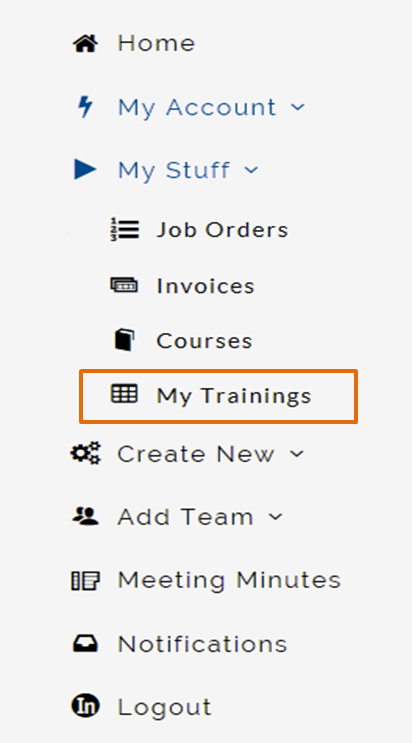 Home
My Account
My Stuff
Job Orders
Invoices
Courses
My Trainings
Create New
Add Team
Meeting Minutes
Notifications
Logout